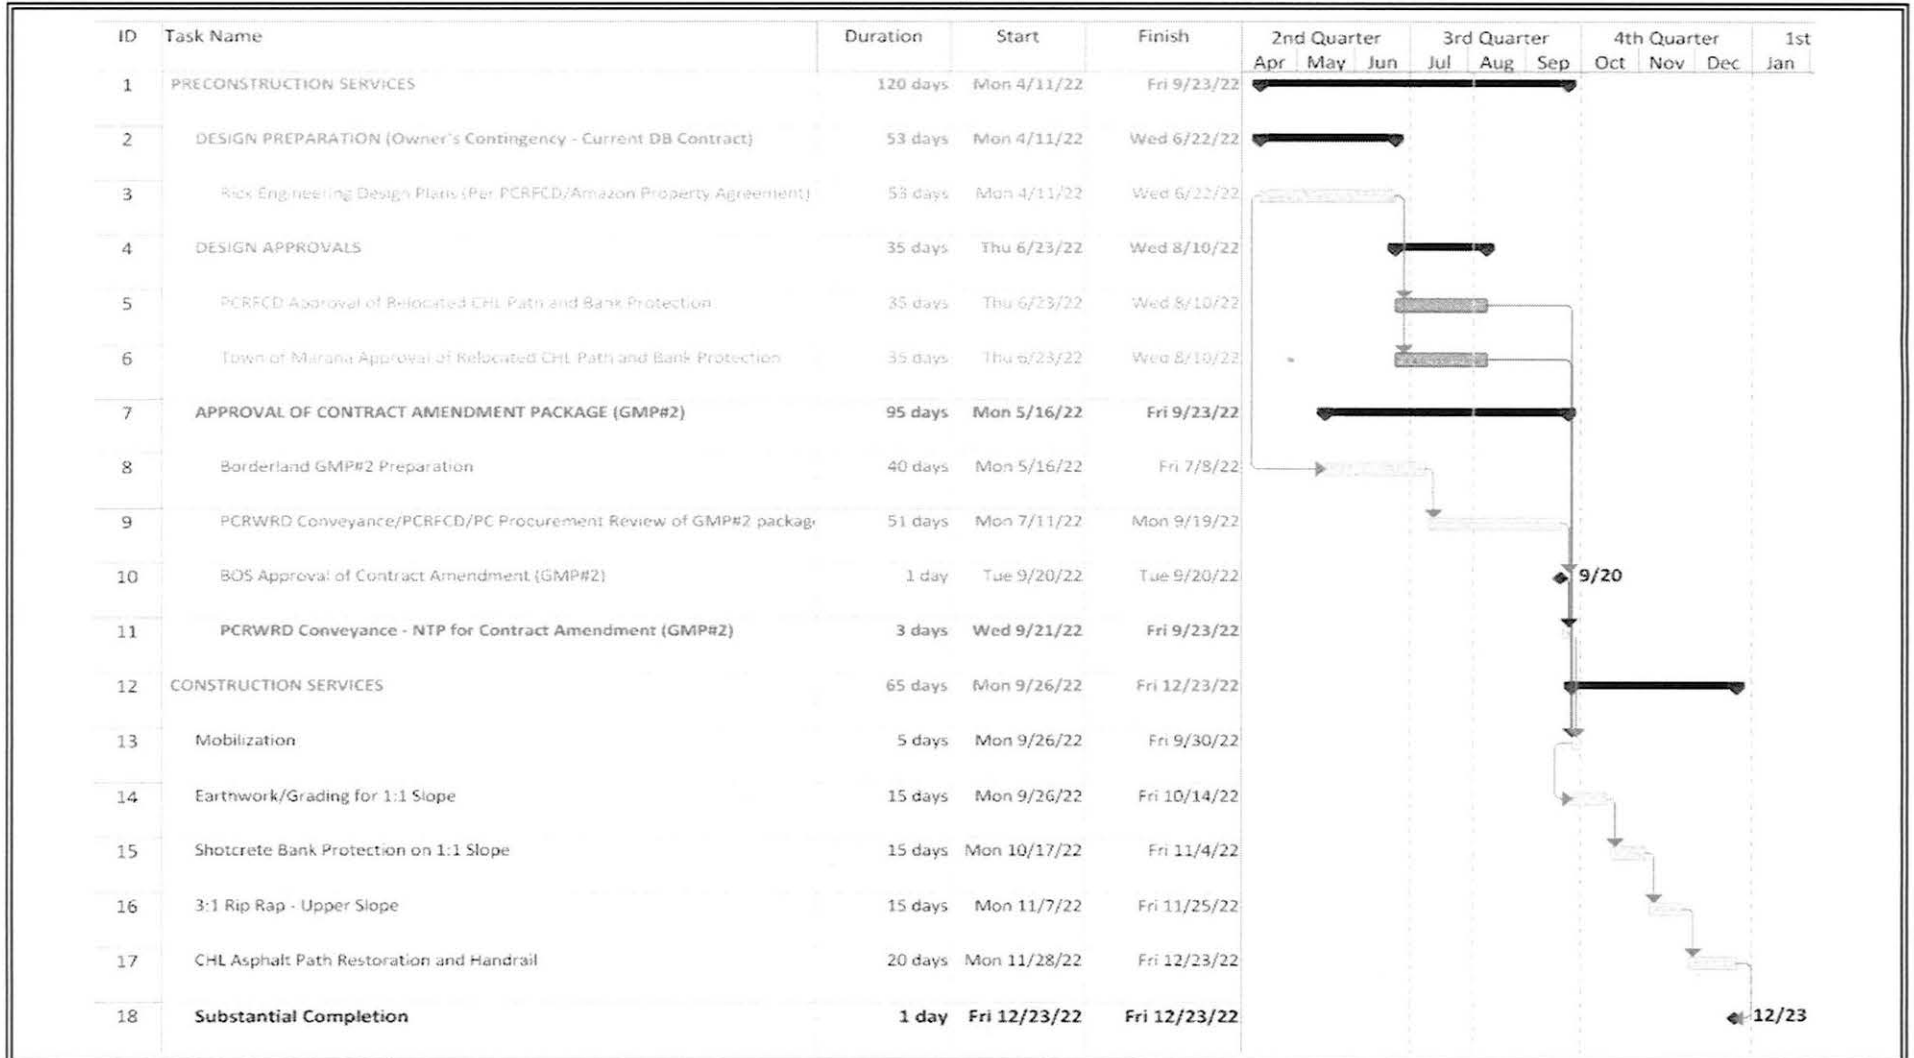 ID Task Name Duration Start Finish 2nd Quarter 3rd Quarter 4th Quarter 1st
Apr May Jun Jul Aug Sep Oct Nov Dec Jan
1 PRECONSTRUCTION SERVICES 120 days Mon 4/11/22 Fri 9/23/22
2 DESIGN PREPARATION (Owner's Contingency - Current DB Contract) 53 days Mon 4/11/22 Wed 6/22/22
3 Rick Engineering Design Plans (Per PCRFCD/Amazon Property Agreement) 53 days Mon 4/11/22 Wed 6/22/22
4 DESIGN APPROVALS 35 days Thu 6/23/22 Wed 8/10/22
5 PCRFCD Approval of Relocated CHL Path and Bank Protection 35 days Thu 6/23/22 Wed 8/10/22
6 Town of Marana Approval of Relocated CHL Path and Bank Protection 35 days Thu 6/23/22 Wed 8/10/22
7 APPROVAL OF CONTRACT AMENDMENT PACKAGE (GMP#2) 95 days Mon 5/16/22 Fri 9/23/22
8 Borderland GMP#2 Preparation 40 days Mon 5/16/22 Fri 7/8/22
9 PCRWRD Conveyance/PCRFCD/PC Procurement Review of GMP#2 package 51 days Mon 7/11/22 Mon 9/19/22
10 BOS Approval of Contract Amendment (GMP#2) 1 day Tue 9/20/22 Tue 9/20/22 9/20
11 PCRWRD Conveyance - NTP for Contract Amendment (GMP#2) 3 days Wed 9/21/22 Fri 9/23/22
12 CONSTRUCTION SERVICES 65 days Mon 9/26/22 Fri 12/23/22
13 Mobilization 5 days Mon 9/26/22 Fri 9/30/22
14 Earthwork/Grading for 1:1 Slope 15 days Mon 9/26/22 Fri 10/14/22
15 Shotcrete Bank Protection on 1:1 Slope 15 days Mon 10/17/22 Fri 11/4/22
16 3:1 Rip Rap - Upper Slope 15 days Mon 11/7/22 Fri 11/25/22
17 CHL Asphalt Path Restoration and Handrail 20 days Mon 11/28/22 Fri 12/23/22
18 Substantial Completion 1 day Fri 12/23/22 Fri 12/23/22 12/23